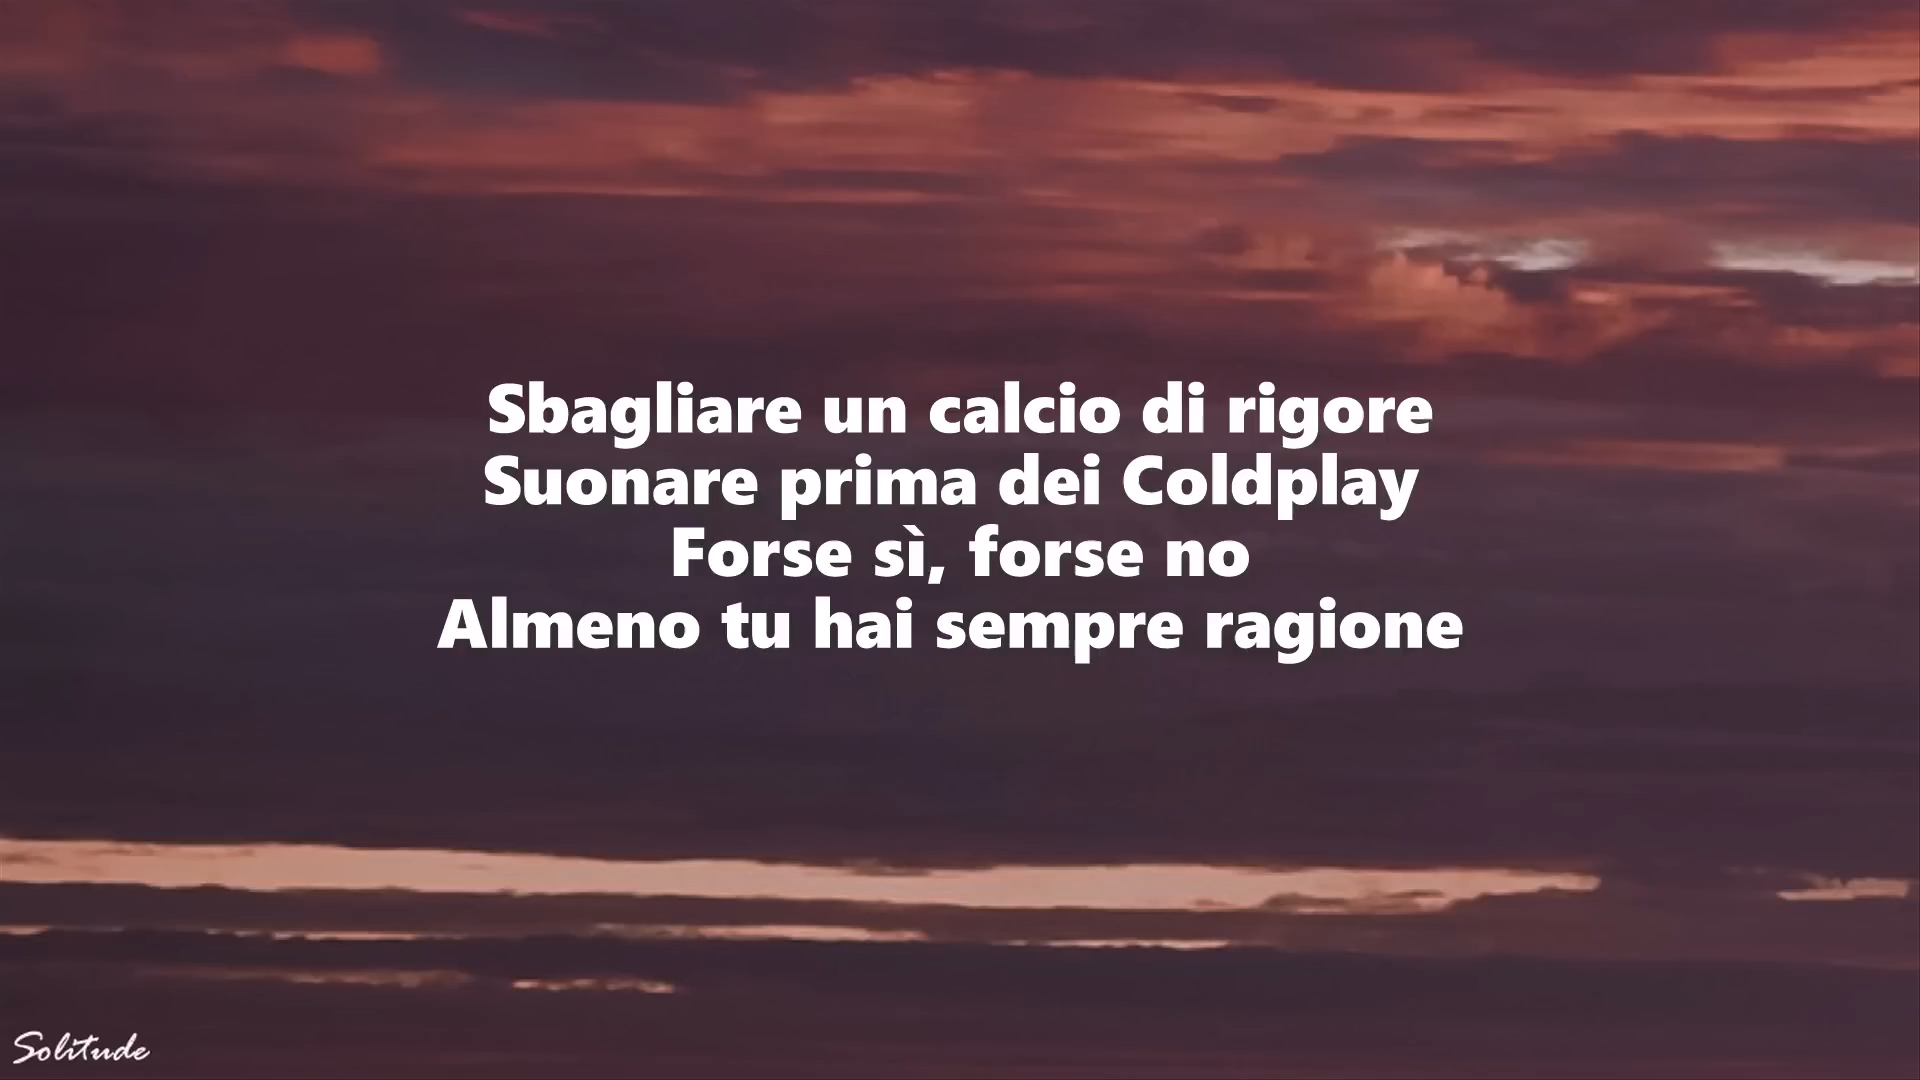 Sbagliare un calcio di rigore
Suonare prima dei Coldplay
Forse sì, forse no
Almeno tu hai sempre ragione
Solitude